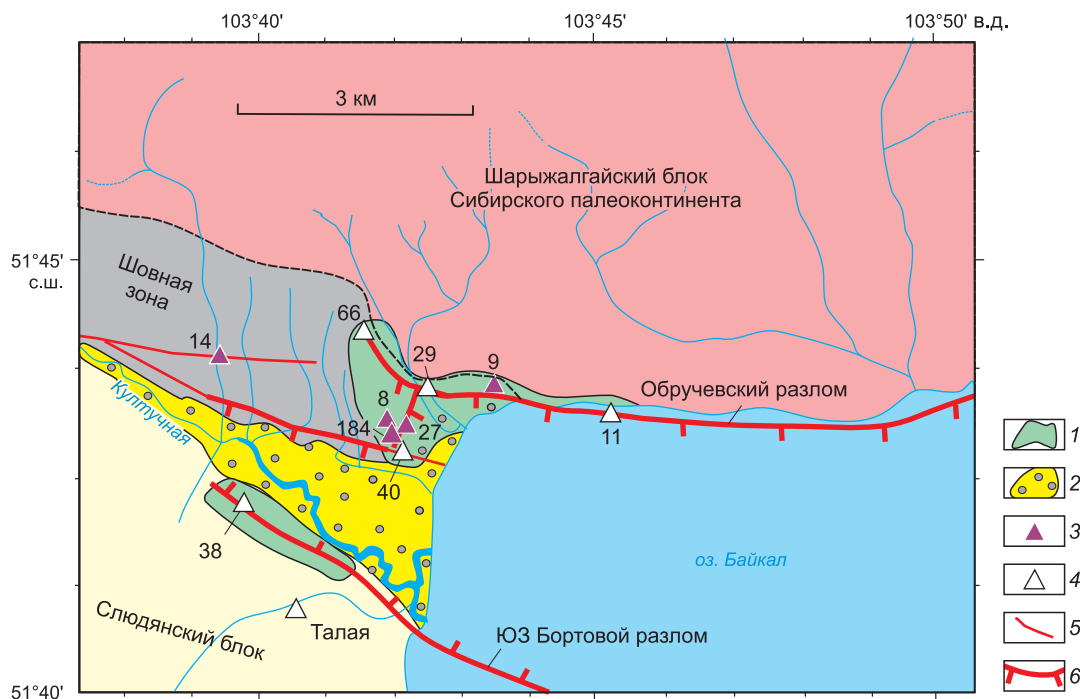 103°40'
103°45'
103°50' в.д.
3 км
Шарыжалгайский блок
Сибирского палеоконтинента
51°45'
с.ш.
Шовная
зона
66
14
29
9
Обручевский разлом
Култучная
8
184
27
11
1
40
2
38
3
оз. Байкал
4
Слюдянский блок
Талая
ЮЗ Бортовой разлом
5
6
51°40'